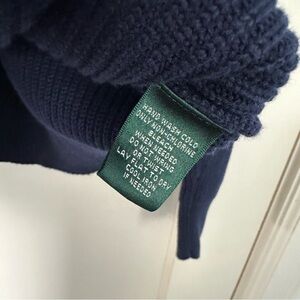 HAND WASH COLD
ONLY NON-CHLORINE
BLEACH
WHEN NEEDED
DO NOT WRING
OR TWIST
LAY FLAT TO DRY
COOL IRON
IF NEEDED